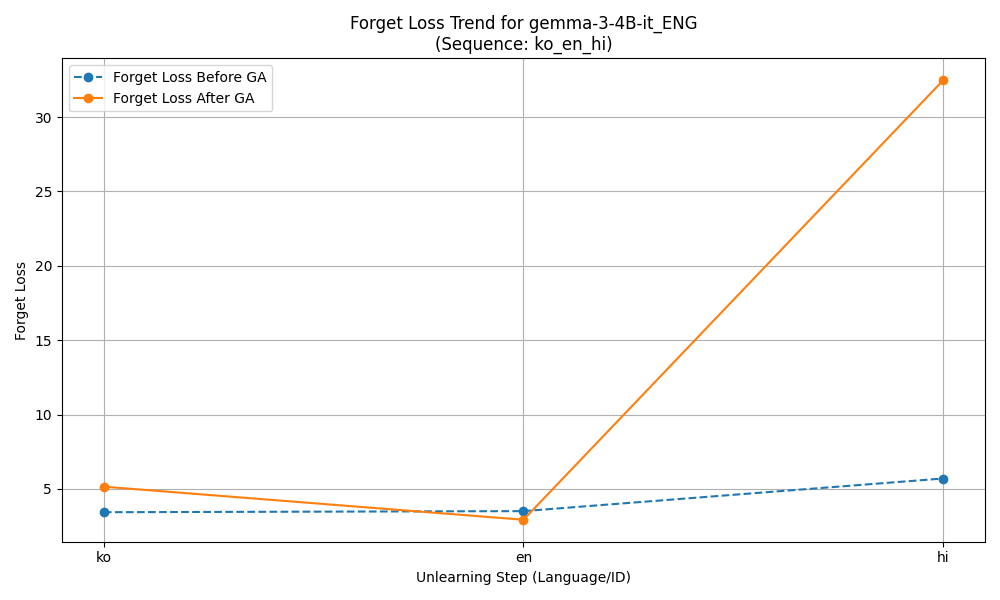 Forget Loss Trend for gemma-3-4B-it_ENG
(Sequence: ko_en_hi)
Forget Loss Before GA
Forget Loss After GA
Forget Loss
30
25
20
15
10
5
ko
en
hi
Unlearning Step (Language/ID)